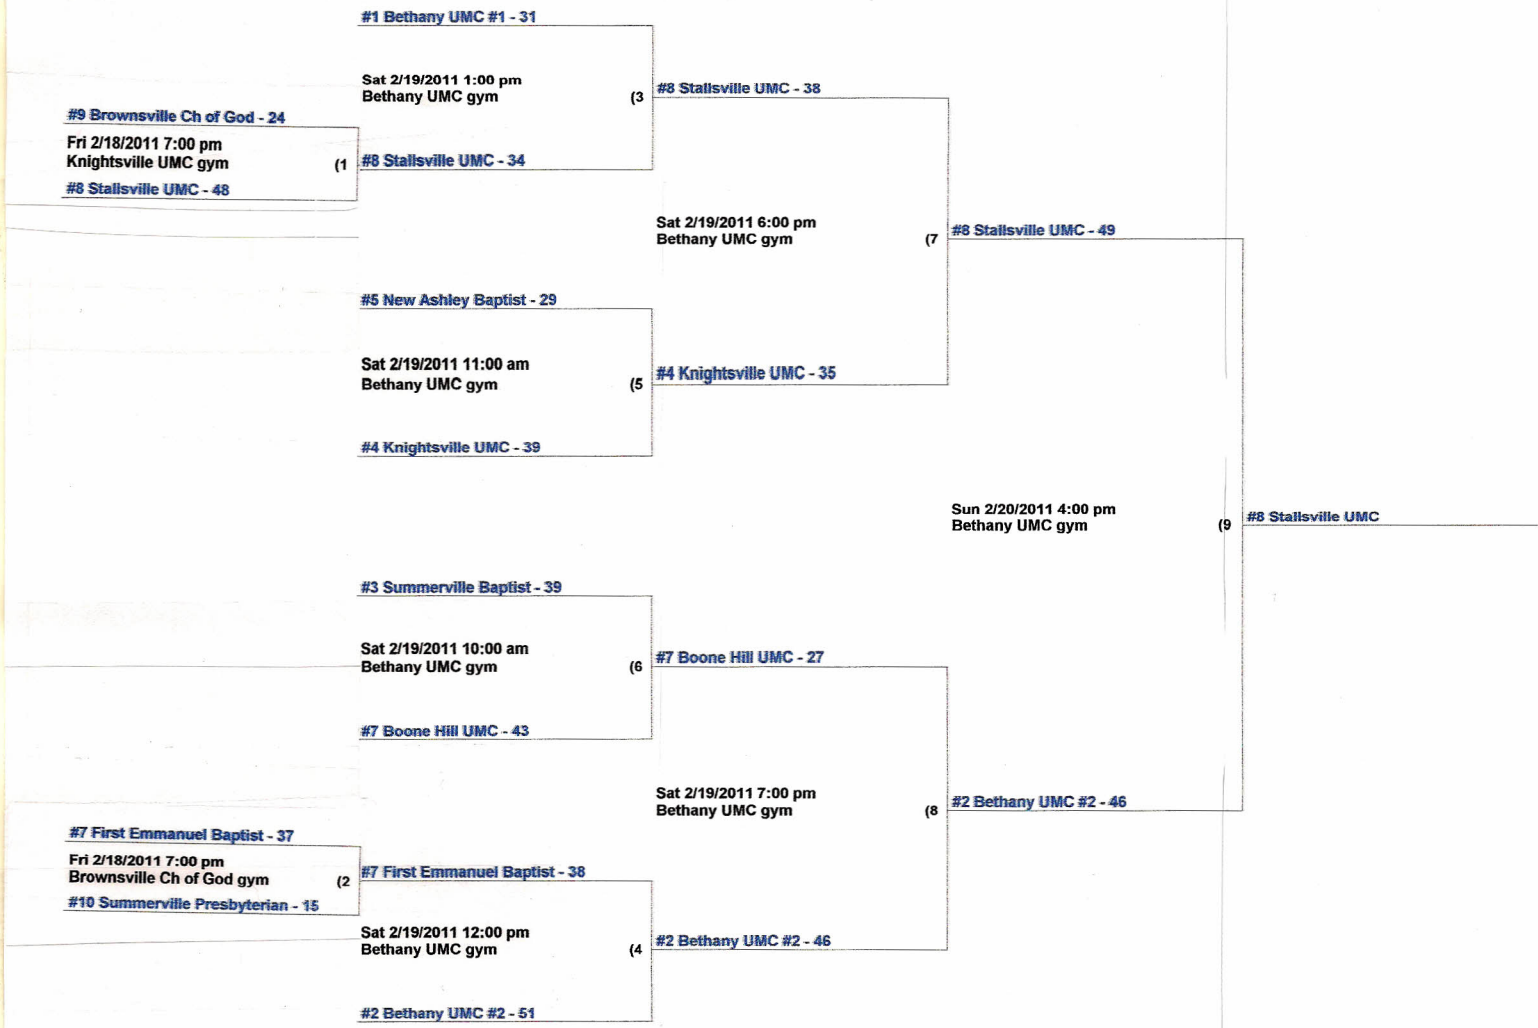 #1 Bethany UMC #1 - 31
Sat 2/19/2011 1:00 pm
Bethany UMC gym (3
#8 Stallsville UMC - 38
#9 Brownsville Ch of God - 24
Fri 2/18/2011 7:00 pm
Knightsville UMC gym (1
#8 Stallsville UMC - 34
#8 Stallsville UMC - 48
Sat 2/19/2011 6:00 pm
Bethany UMC gym (7
#8 Stallsville UMC - 49
#5 New Ashley Baptist - 29
Sat 2/19/2011 11:00 am
Bethany UMC gym (5
#4 Knightsville UMC - 35
#4 Knightsville UMC - 39
Sun 2/20/2011 4:00 pm
Bethany UMC gym (9
#8 Stallsville UMC
#3 Summerville Baptist - 39
Sat 2/19/2011 10:00 am
Bethany UMC gym (6
#7 Boone Hill UMC - 27
#7 Boone Hill UMC - 43
Sat 2/19/2011 7:00 pm
Bethany UMC gym (8
#2 Bethany UMC #2 - 46
#7 First Emmanuel Baptist - 37
Fri 2/18/2011 7:00 pm
Brownsville Ch of God gym (2
#7 First Emmanuel Baptist - 38
#10 Summerville Presbyterian - 15
Sat 2/19/2011 12:00 pm
Bethany UMC gym (4
#2 Bethany UMC #2 - 46
#2 Bethany UMC #2 - 51